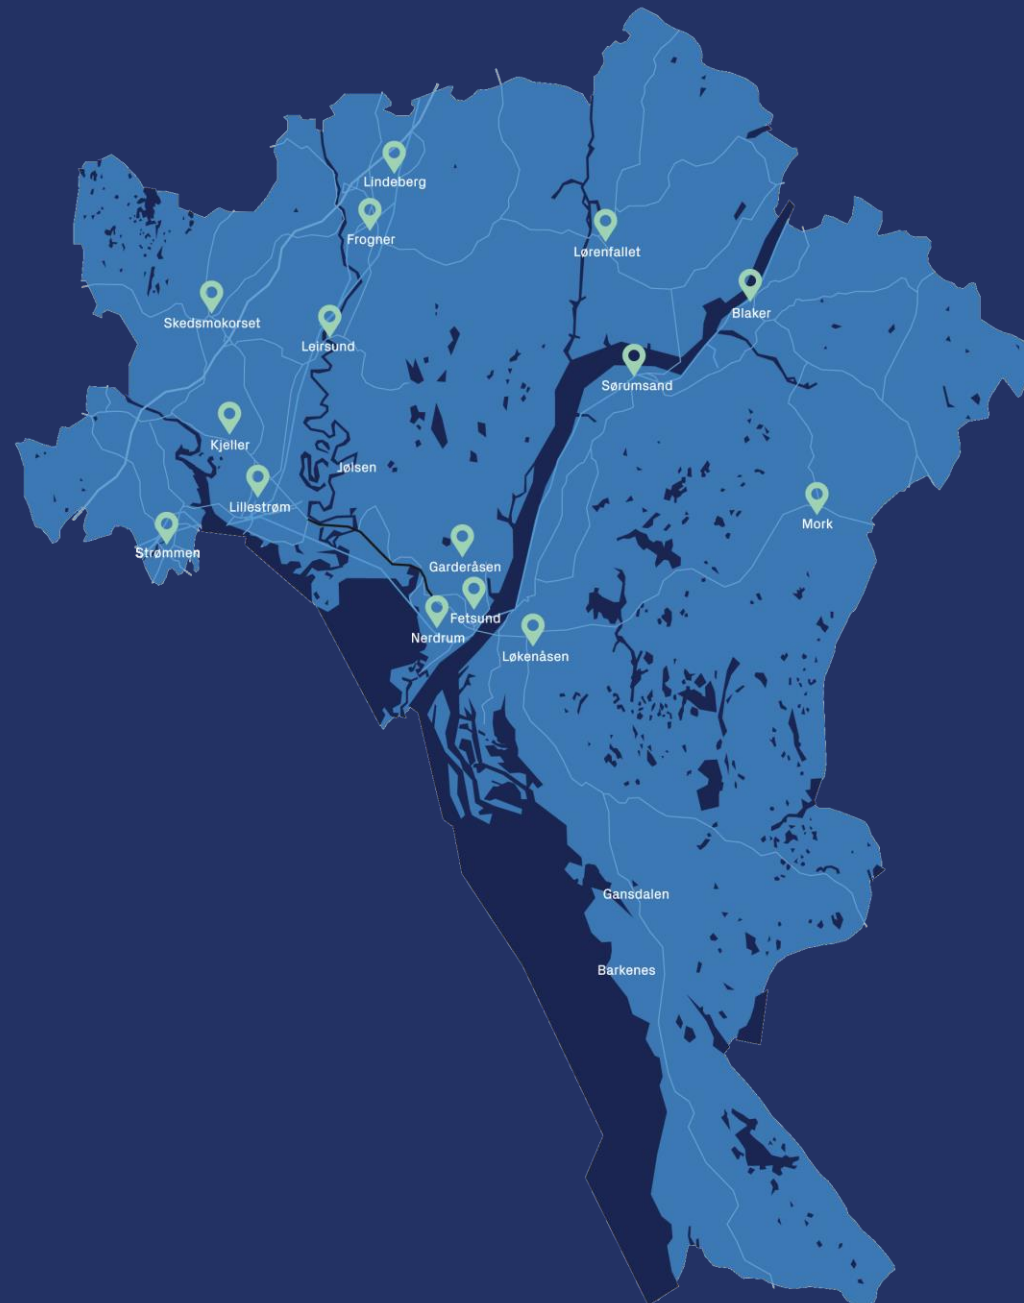 Lindeberg
Frogner
Lørenfallet
Blaker
Skedsmokorset
Leirsund
Sørumsand
Kjeller
Jølsen
Lillestrøm
Mork
Strømmen
Garderåsen
Fetsund
Nerdrum
Løkenåsen
Gansdalen
Barkenes